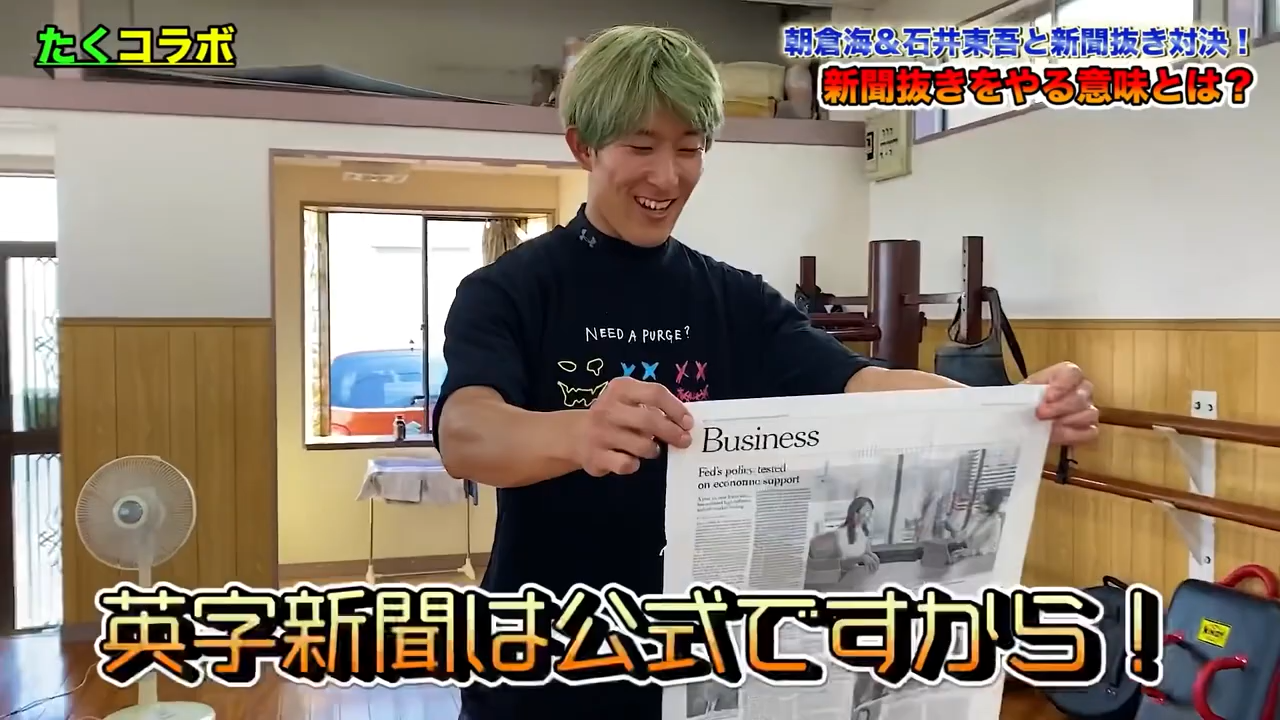 たくコラボ
朝倉海&石井東吾と新聞抜き対決！
新聞抜きをやる意味とは？
NEED A PURGE?
Business
Fed's policy tested
on economic support
英字新聞は公式ですから！